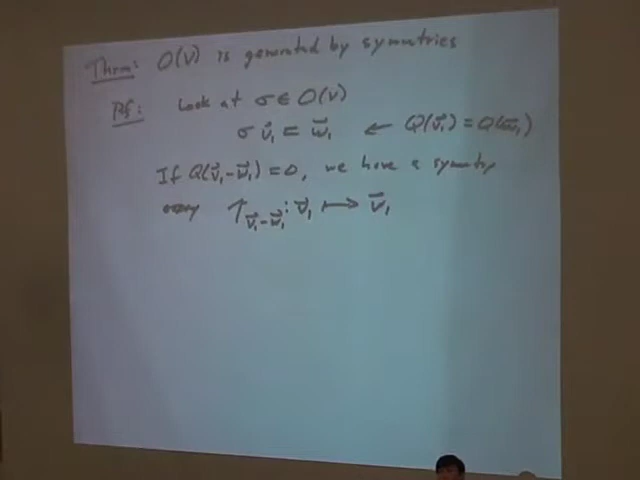 Thm: O(V) is generated by symmetries
Pf: Look at σ ∈ O(V)
σ v⃗₁ = w⃗₁ ← Q(v⃗₁) = Q(w⃗₁)
If Q(v⃗₁-w⃗₁) = 0, we have a symmetry
τ_{v⃗₁-w⃗₁} : v⃗₁ ↦ v⃗₁